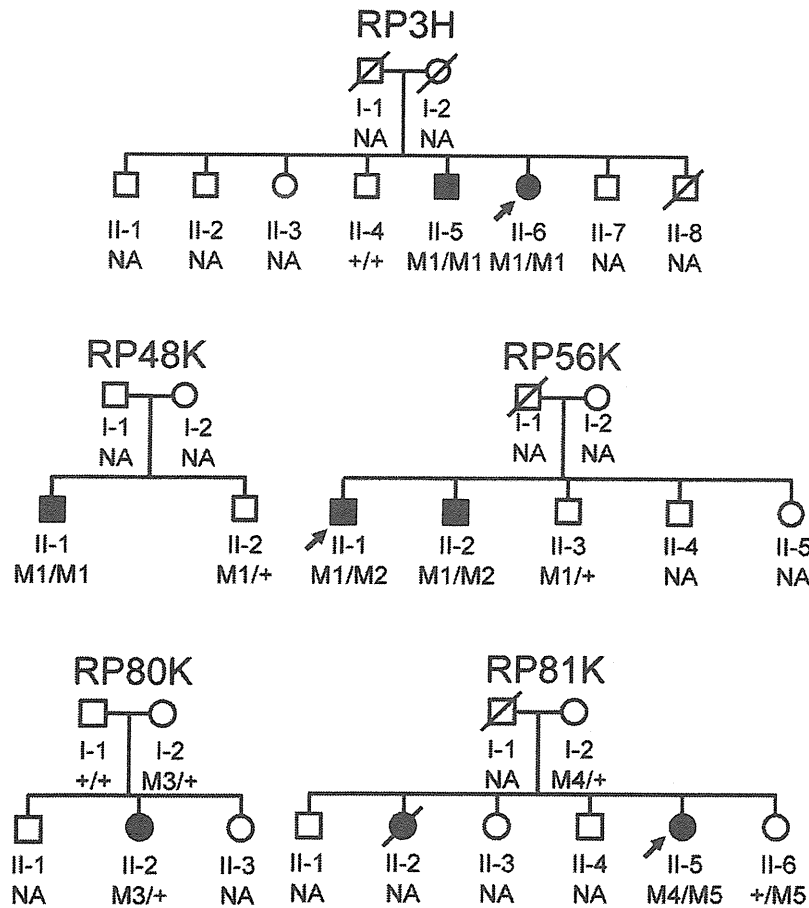 RP3H
I-1 I-2
NA NA
II-1 II-2 II-3 II-4 II-5 II-6 II-7 II-8
NA NA NA +/+ M1/M1 M1/M1 NA NA
RP48K
I-1 I-2
NA NA
II-1 II-2
M1/M1 M1/+
RP56K
I-1 I-2
NA NA
II-1 II-2 II-3 II-4 II-5
M1/M2 M1/M2 M1/+ NA NA
RP80K
I-1 I-2
+/+ M3/+
II-1 II-2 II-3
NA M3/+ NA
RP81K
I-1 I-2
NA M4/+
II-1 II-2 II-3 II-4 II-5 II-6
NA NA NA NA M4/M5 +/M5